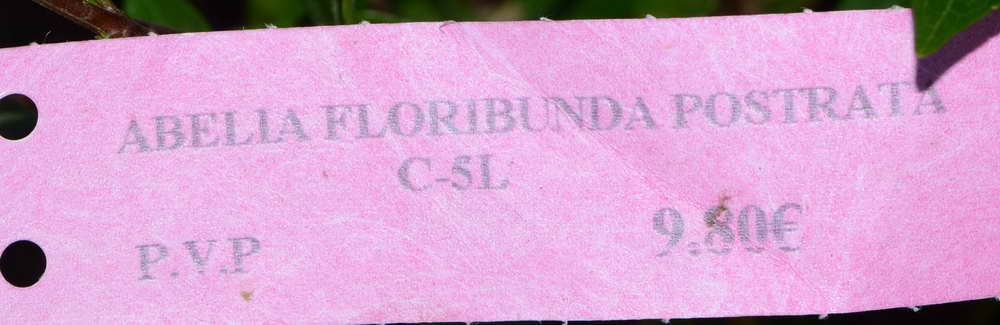 ABELIA FLORIBUNDA POSTRATA
C-5L
P.V.P 9.80€